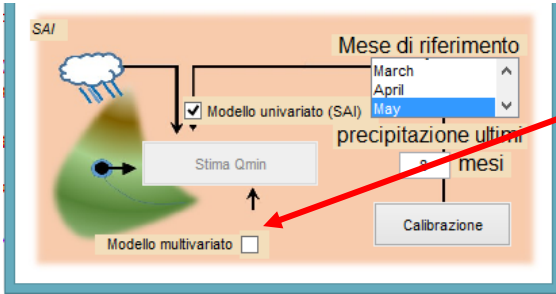 SAI
Mese di riferimento
March
April
May
Modello univariato (SAI)
precipitazione ultimi
mesi
Stima Qmin
Calibrazione
Modello multivariato